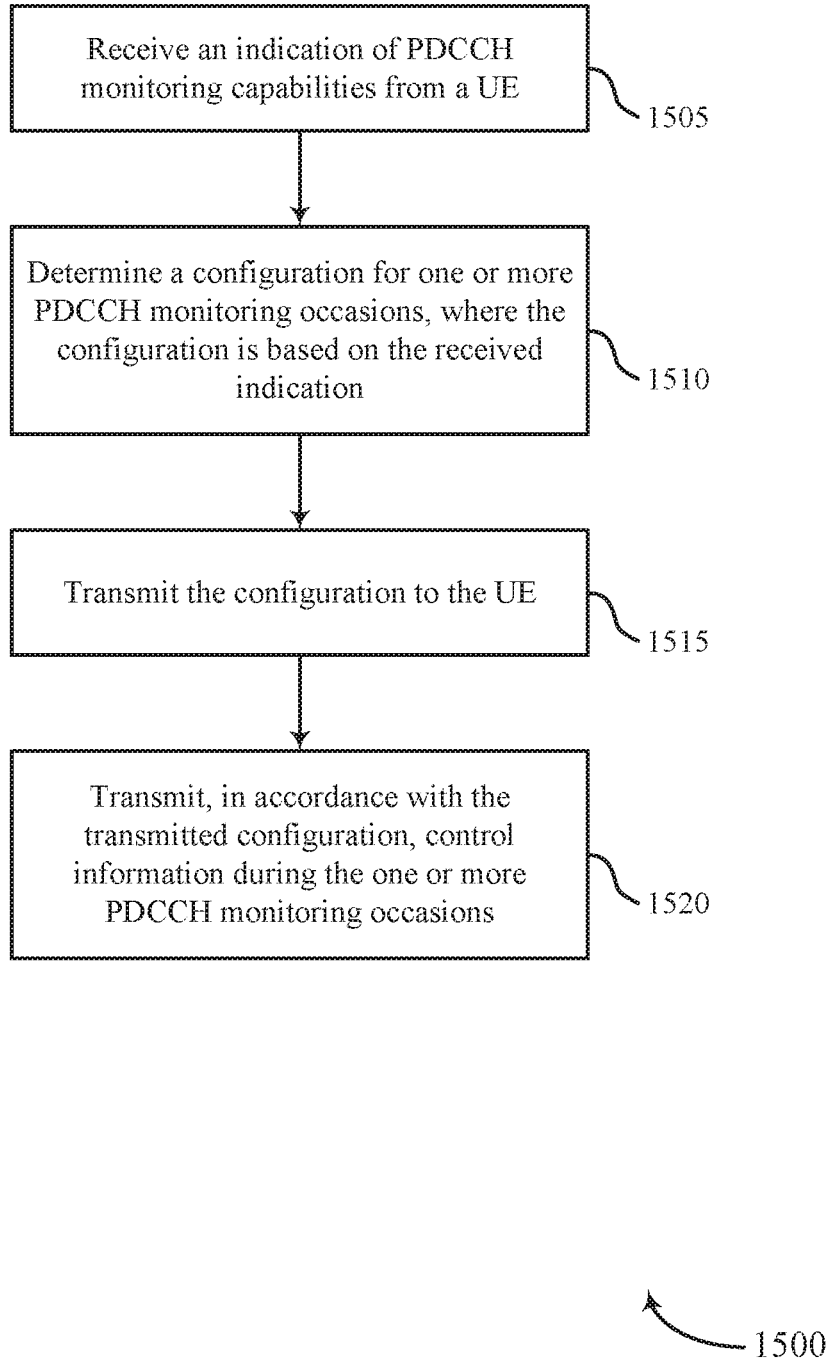 Receive an indication of PDCCH
monitoring capabilities from a UE
1505
Determine a configuration for one or more
PDCCH monitoring occasions, where the
configuration is based on the received
indication
1510
Transmit the configuration to the UE
1515
Transmit, in accordance with the
transmitted configuration, control
information during the one or more
PDCCH monitoring occasions
1520
1500